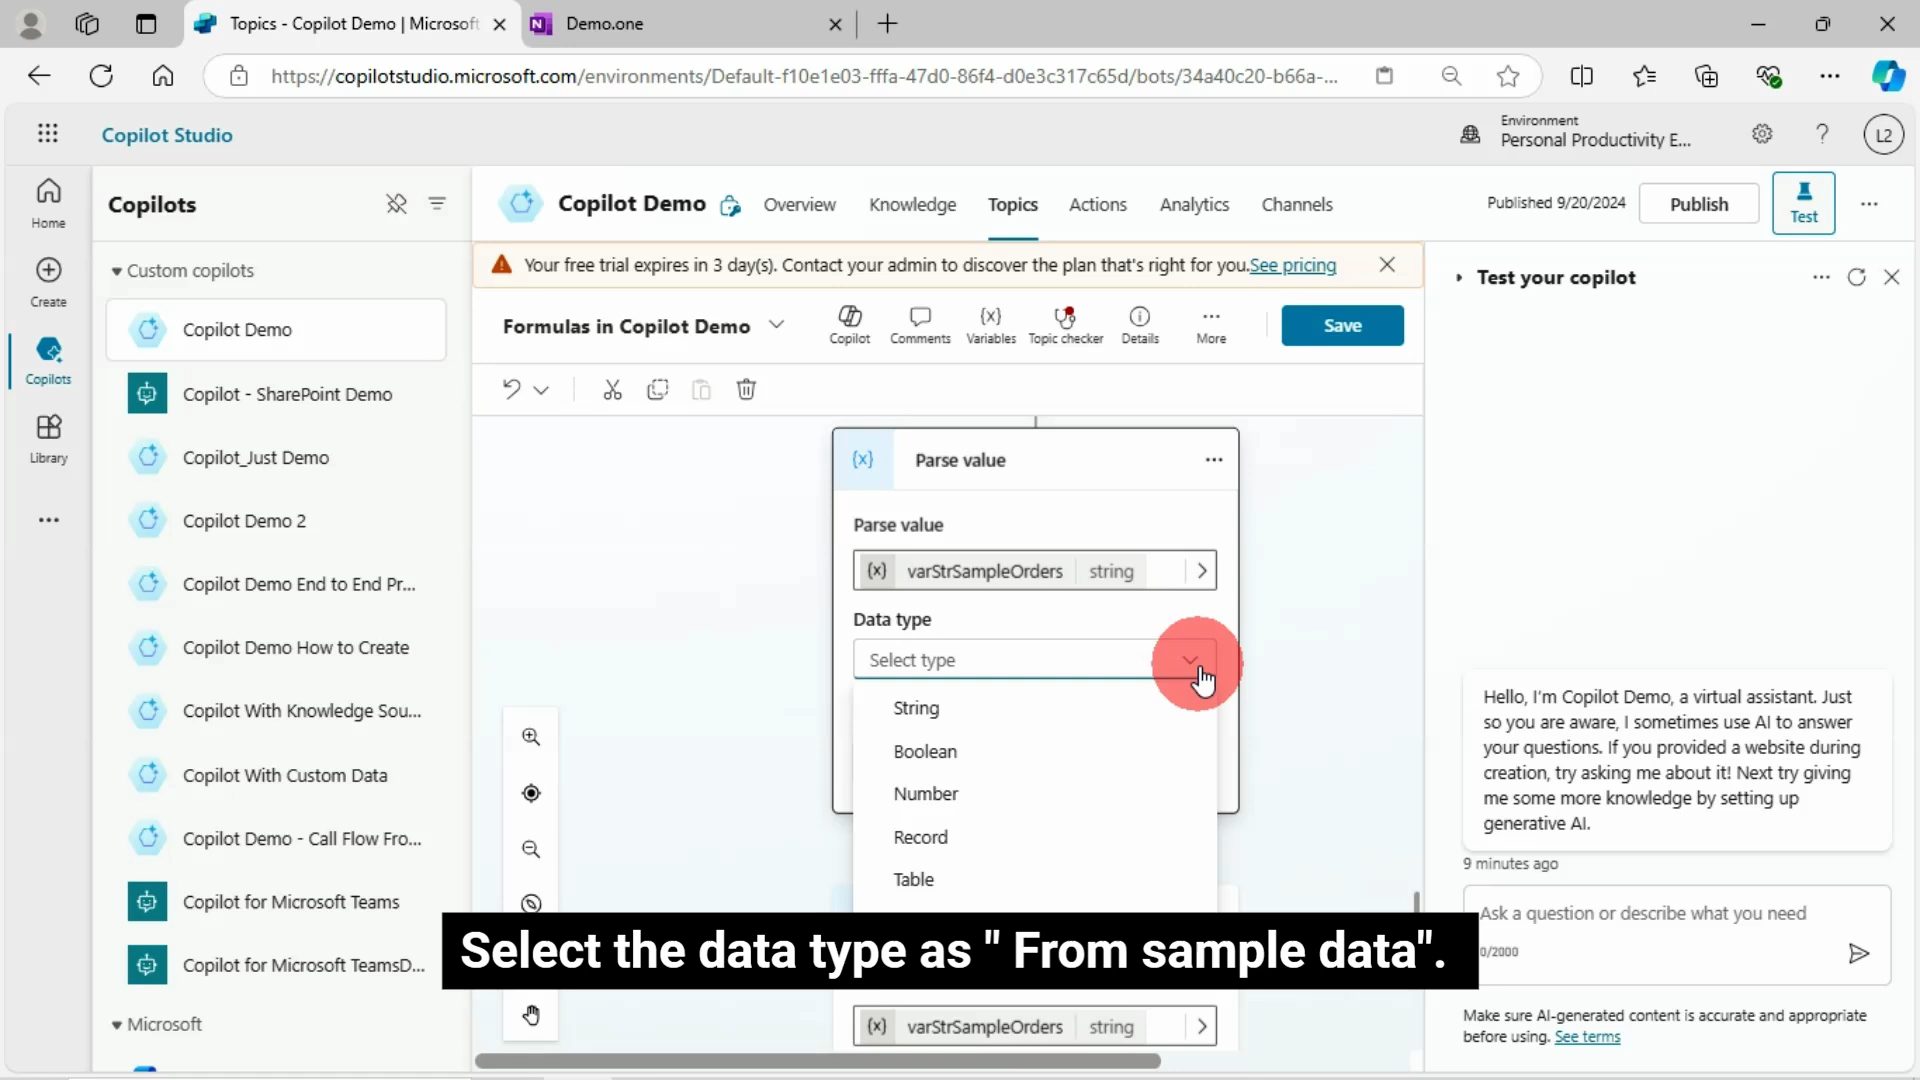 Topics - Copilot Demo | Microsoft
Demo.one
https://copilotstudio.microsoft.com/environments/Default-f10e1e03-fffa-47d0-86f4-d0e3c317c65d/bots/34a40c20-b66a-...
Copilot Studio
Environment
Personal Productivity E...
L2
Home
Create
Copilots
Library
Copilots
Custom copilots
Copilot Demo
Copilot - SharePoint Demo
Copilot_Just Demo
Copilot Demo 2
Copilot Demo End to End Pr...
Copilot Demo How to Create
Copilot With Knowledge Sou...
Copilot With Custom Data
Copilot Demo - Call Flow Fro...
Copilot for Microsoft Teams
Copilot for Microsoft TeamsD...
Microsoft
Copilot Demo
Overview
Knowledge
Topics
Actions
Analytics
Channels
Published 9/20/2024
Publish
Test
Your free trial expires in 3 day(s). Contact your admin to discover the plan that's right for you.See pricing
Formulas in Copilot Demo
Copilot
Comments
{x}
Variables
Topic checker
Details
More
Save
{x}
Parse value
Parse value
{x} varStrSampleOrders string
Data type
Select type
String
Boolean
Number
Record
Table
Select the data type as " From sample data".
{x} varStrSampleOrders string
Test your copilot
Hello, I'm Copilot Demo, a virtual assistant. Just
so you are aware, I sometimes use AI to answer
your questions. If you provided a website during
creation, try asking me about it! Next try giving
me some more knowledge by setting up
generative AI.
9 minutes ago
Ask a question or describe what you need
0/2000
Make sure AI-generated content is accurate and appropriate
before using. See terms